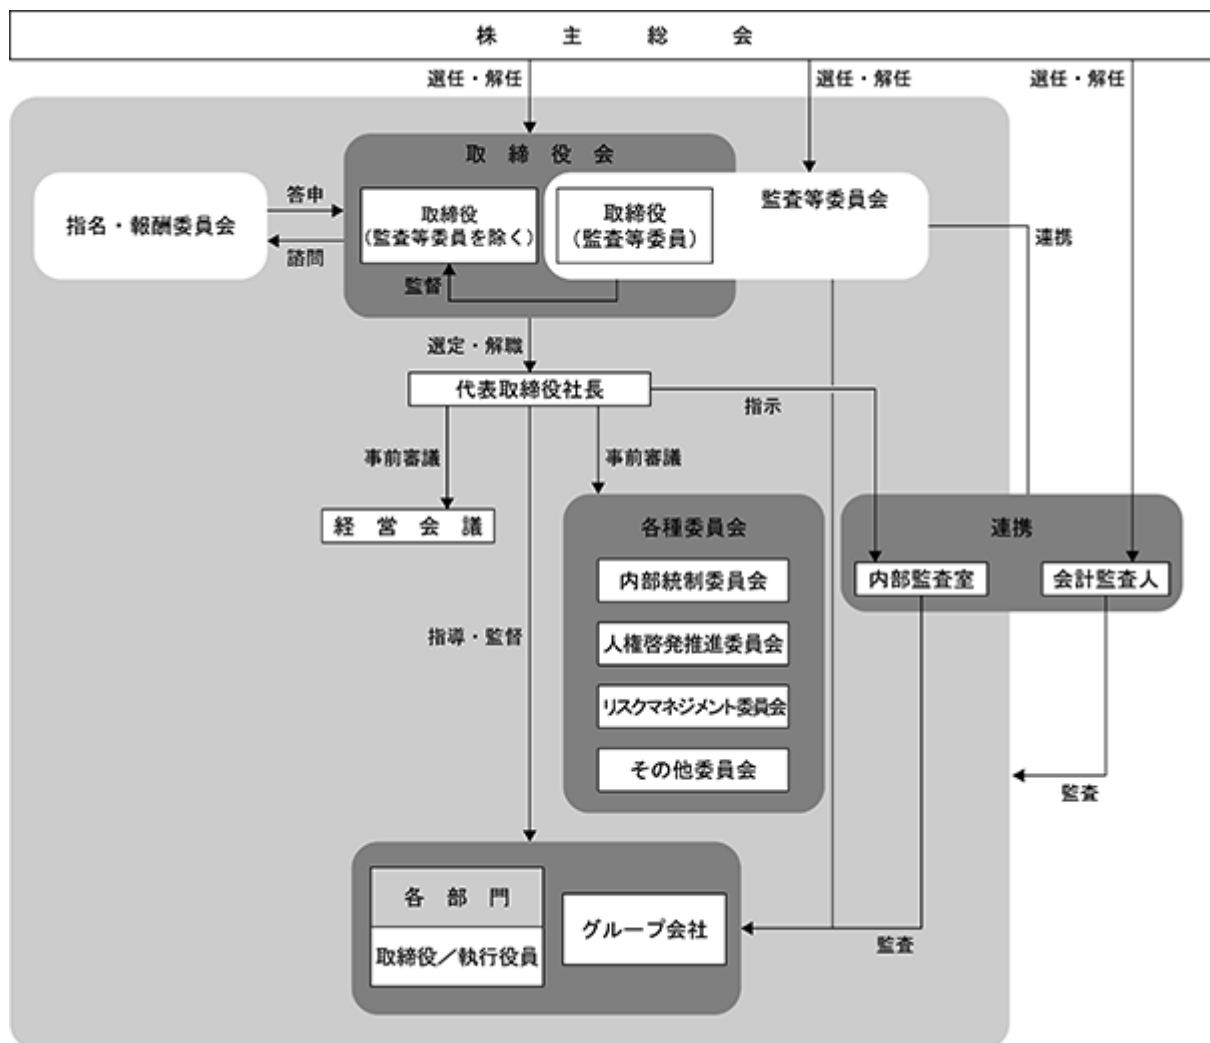 株 主 総 会
選任・解任
選任・解任
選任・解任
取 締 役 会
指名・報酬委員会
答申
諮問
取締役
(監査等委員を除く)
取締役
(監査等委員)
監査等委員会
連携
監督
選定・解職
代表取締役社長
指示
事前審議
事前審議
経 営 会 議
各種委員会
内部統制委員会
人権啓発推進委員会
リスクマネジメント委員会
その他委員会
連携
内部監査室
会計監査人
指導・監督
監査
各 部 門
取締役／執行役員
グループ会社
監査